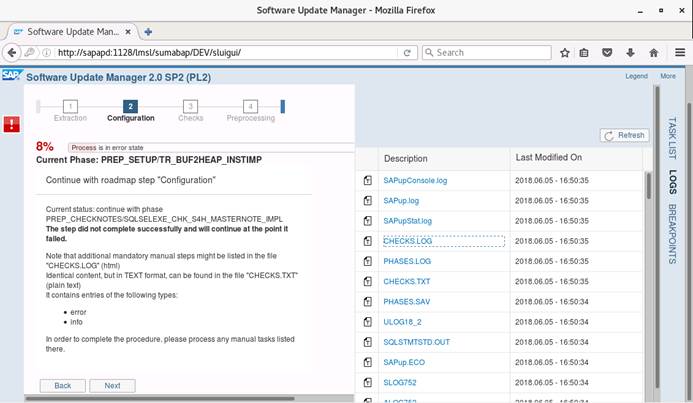 Software Update Manager - Mozilla Firefox
Software Update Man...
http://sapapd:1128/lmsl/sumabap/DEV/sluigui/
Search
SAP
Software Update Manager 2.0 SP2 (PL2)
Legend
More
1
2
3
4
Extraction
Configuration
Checks
Preprocessing
8%
Process is in error state
Current Phase: PREP_SETUP/TR_BUF2HEAP_INSTIMP
Continue with roadmap step "Configuration"
Current status: continue with phase
PREP_CHECKNOTES/SQLSELEXE_CHK_S4H_MASTERNOTE_IMPL
The step did not complete successfully and will continue at the point it
failed.
Note that additional mandatory manual steps might be listed in the file
"CHECKS.LOG" (html)
Identical content, but in TEXT format, can be found in the file "CHECKS.TXT"
(plain text)
It contains entries of the following types:
error
info
In order to complete the procedure, please process any manual tasks listed
there.
Back
Next
Refresh
Description
Last Modified On
SAPupConsole.log
2018.06.05 - 16:50:35
SAPup.log
2018.06.05 - 16:50:35
SAPupStat.log
2018.06.05 - 16:50:35
CHECKS.LOG
2018.06.05 - 16:50:35
PHASES.LOG
2018.06.05 - 16:50:35
CHECKS.TXT
2018.06.05 - 16:50:35
PHASES.SAV
2018.06.05 - 16:50:34
ULOG18_2
2018.06.05 - 16:50:34
SQLSTMTSTD.OUT
2018.06.05 - 16:50:34
SAPup.ECO
2018.06.05 - 16:50:34
SLOG752
2018.06.05 - 16:50:34
ALOG752
2018.06.05 - 16:50:34
TASK LIST
LOGS
BREAKPOINTS